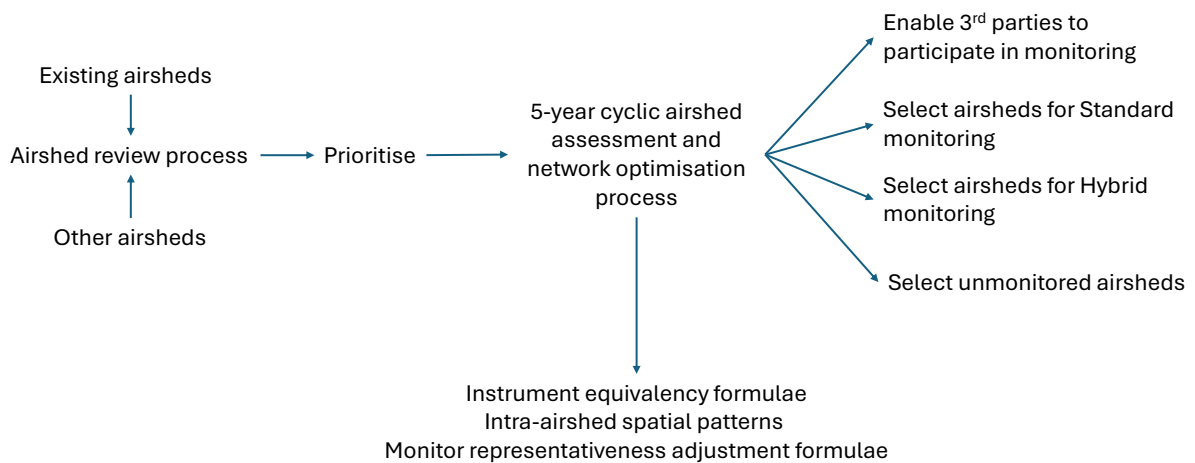 Existing airsheds
Airshed review process
Other airsheds
Prioritise
5-year cyclic airshed
assessment and
network optimisation
process
Enable 3rd parties to
participate in monitoring
Select airsheds for Standard
monitoring
Select airsheds for Hybrid
monitoring
Select unmonitored airsheds
Instrument equivalency formulae
Intra-airshed spatial patterns
Monitor representativeness adjustment formulae